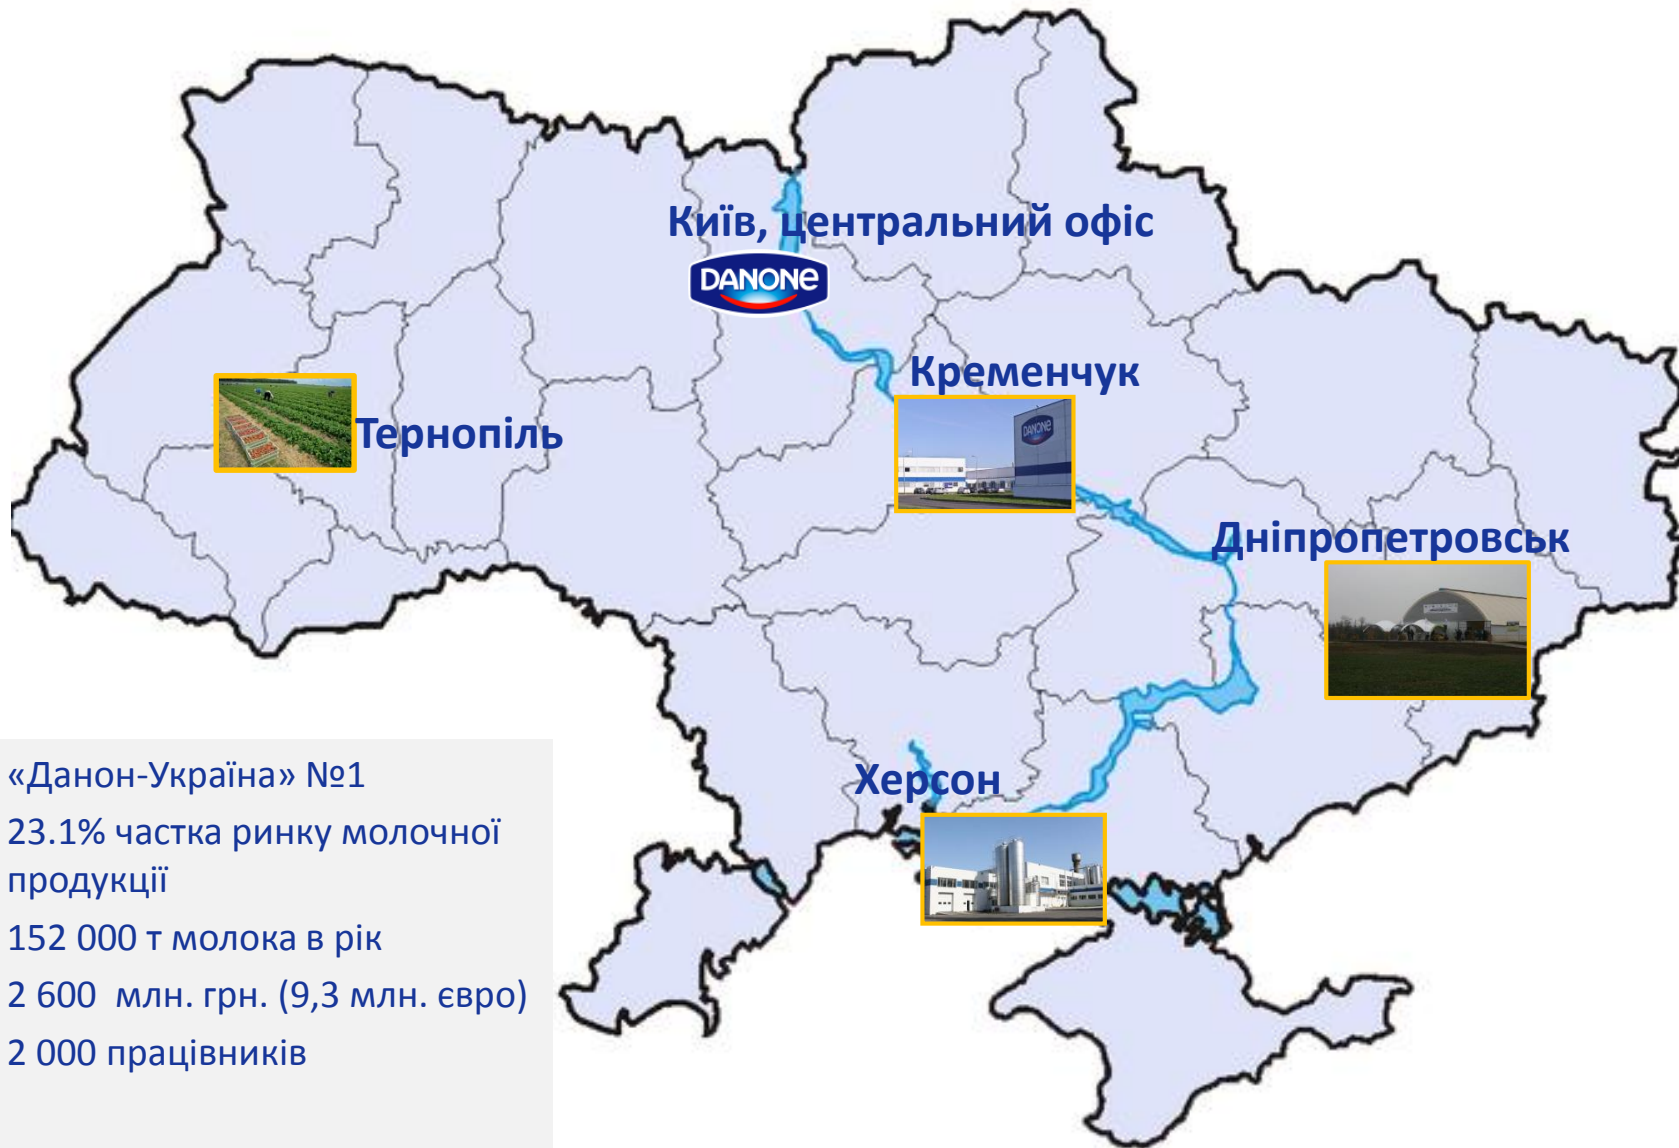 Київ, центральний офіс
DANONE
Кременчук
DANONE
Тернопіль
Дніпропетровськ
Херсон
«Данон-Україна» №1
23.1% частка ринку молочної
продукції
152 000 т молока в рік
2 600 млн. грн. (9,3 млн. євро)
2 000 працівників